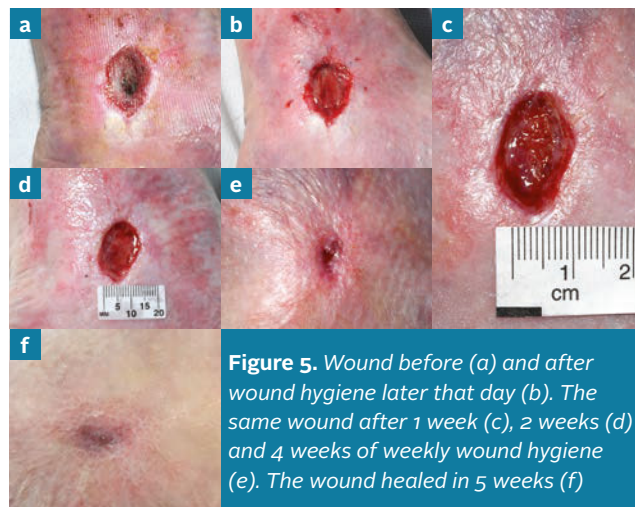 a
b
c
d
e
1
2
cm
mm
5
10
15
20
f
Figure 5. Wound before (a) and after
wound hygiene later that day (b). The
same wound after 1 week (c), 2 weeks (d)
and 4 weeks of weekly wound hygiene
(e). The wound healed in 5 weeks (f)